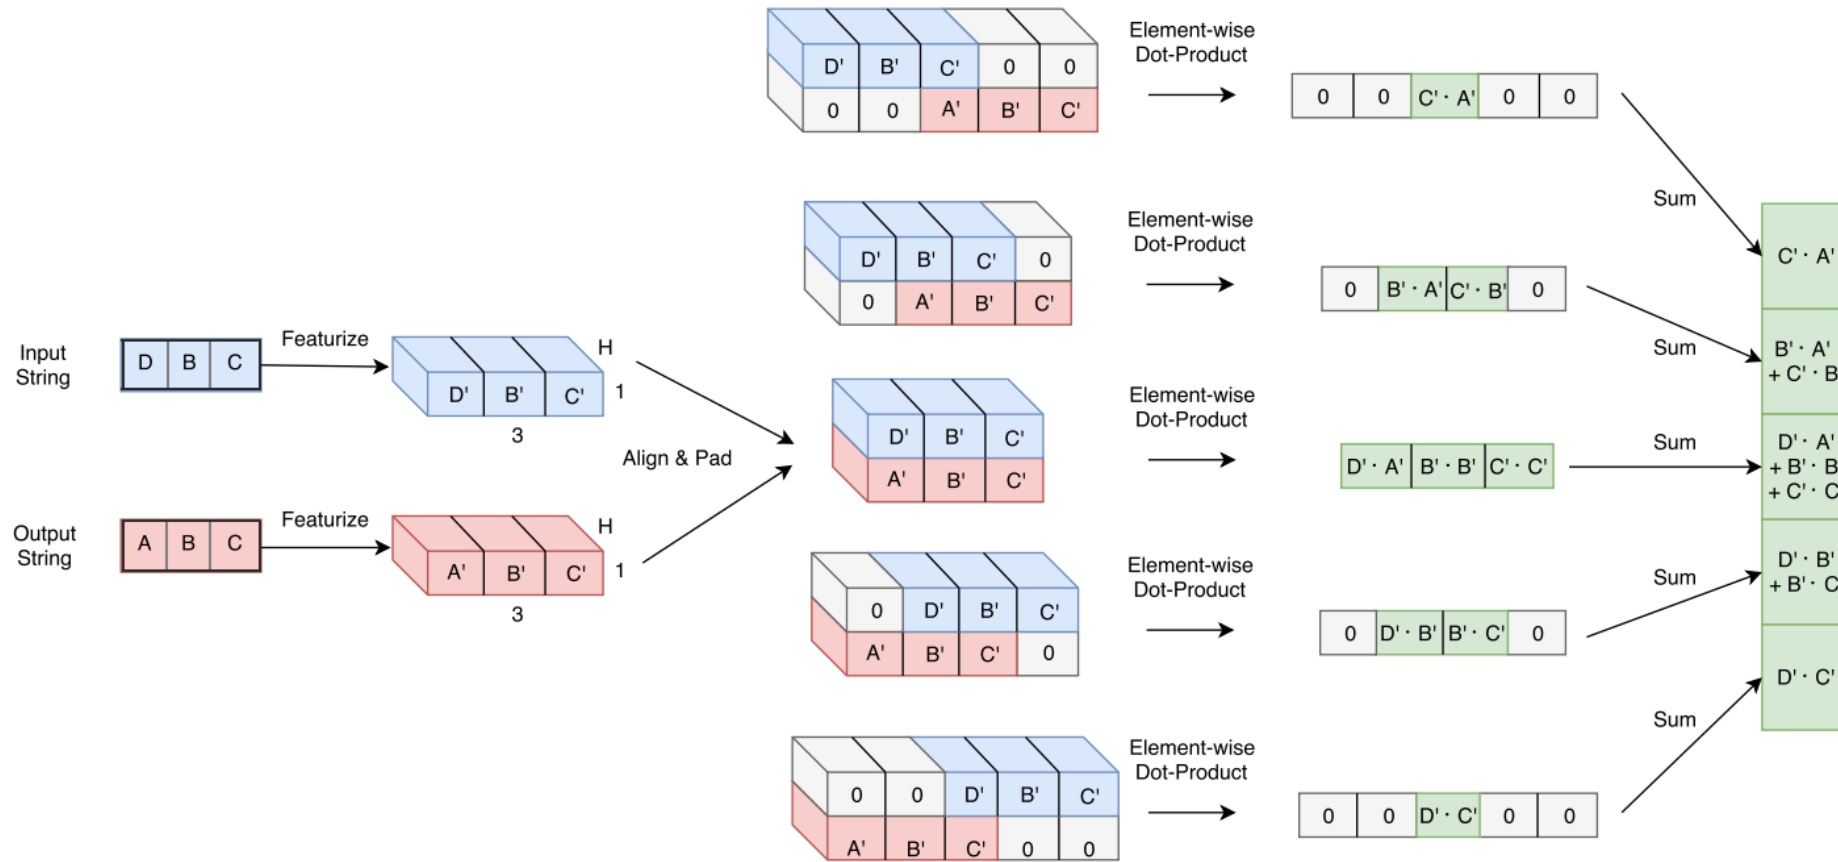 Input
String
D B C
Featurize
D' B' C'
H
1
3
Output
String
A B C
Featurize
A' B' C'
H
1
3
Align & Pad
D' B' C' 0 0
0 0 A' B' C'
Element-wise
Dot-Product
0 0 C' · A' 0 0
Sum
D' B' C' 0
0 A' B' C'
Element-wise
Dot-Product
0 B' · A' C' · B' 0
Sum
D' B' C'
A' B' C'
Element-wise
Dot-Product
D' · A' B' · B' C' · C'
Sum
0 D' B' C'
A' B' C' 0
Element-wise
Dot-Product
0 D' · B' B' · C' 0
Sum
0 0 D' B' C'
A' B' C' 0 0
Element-wise
Dot-Product
0 0 D' · C' 0 0
Sum
C' · A'
B' · A'
+ C' · B
D' · A'
+ B' · B
+ C' · C
D' · B'
+ B' · C
D' · C'